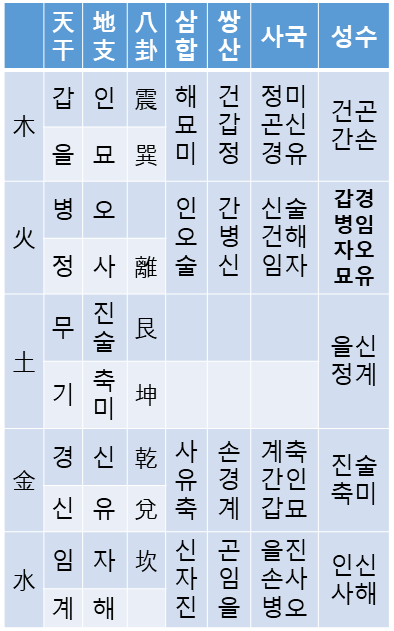 天干 地支 八卦 삼합 쌍산 사국 성수
木 갑 인 震 해묘미 건갑정 정미곤신경유 건곤간손
을 묘 巽
火 병 오 인오술 간병신 신술건해임자 갑경병임자오묘유
정 사 離
土 무 진술 艮 을신정계
기 축미 坤
金 경 신 乾 사유축 손경계 계축간인갑묘 진술축미
신 유 兌
水 임 자 坎 신자진 곤임을 을진손사병오 인신사해
계 해